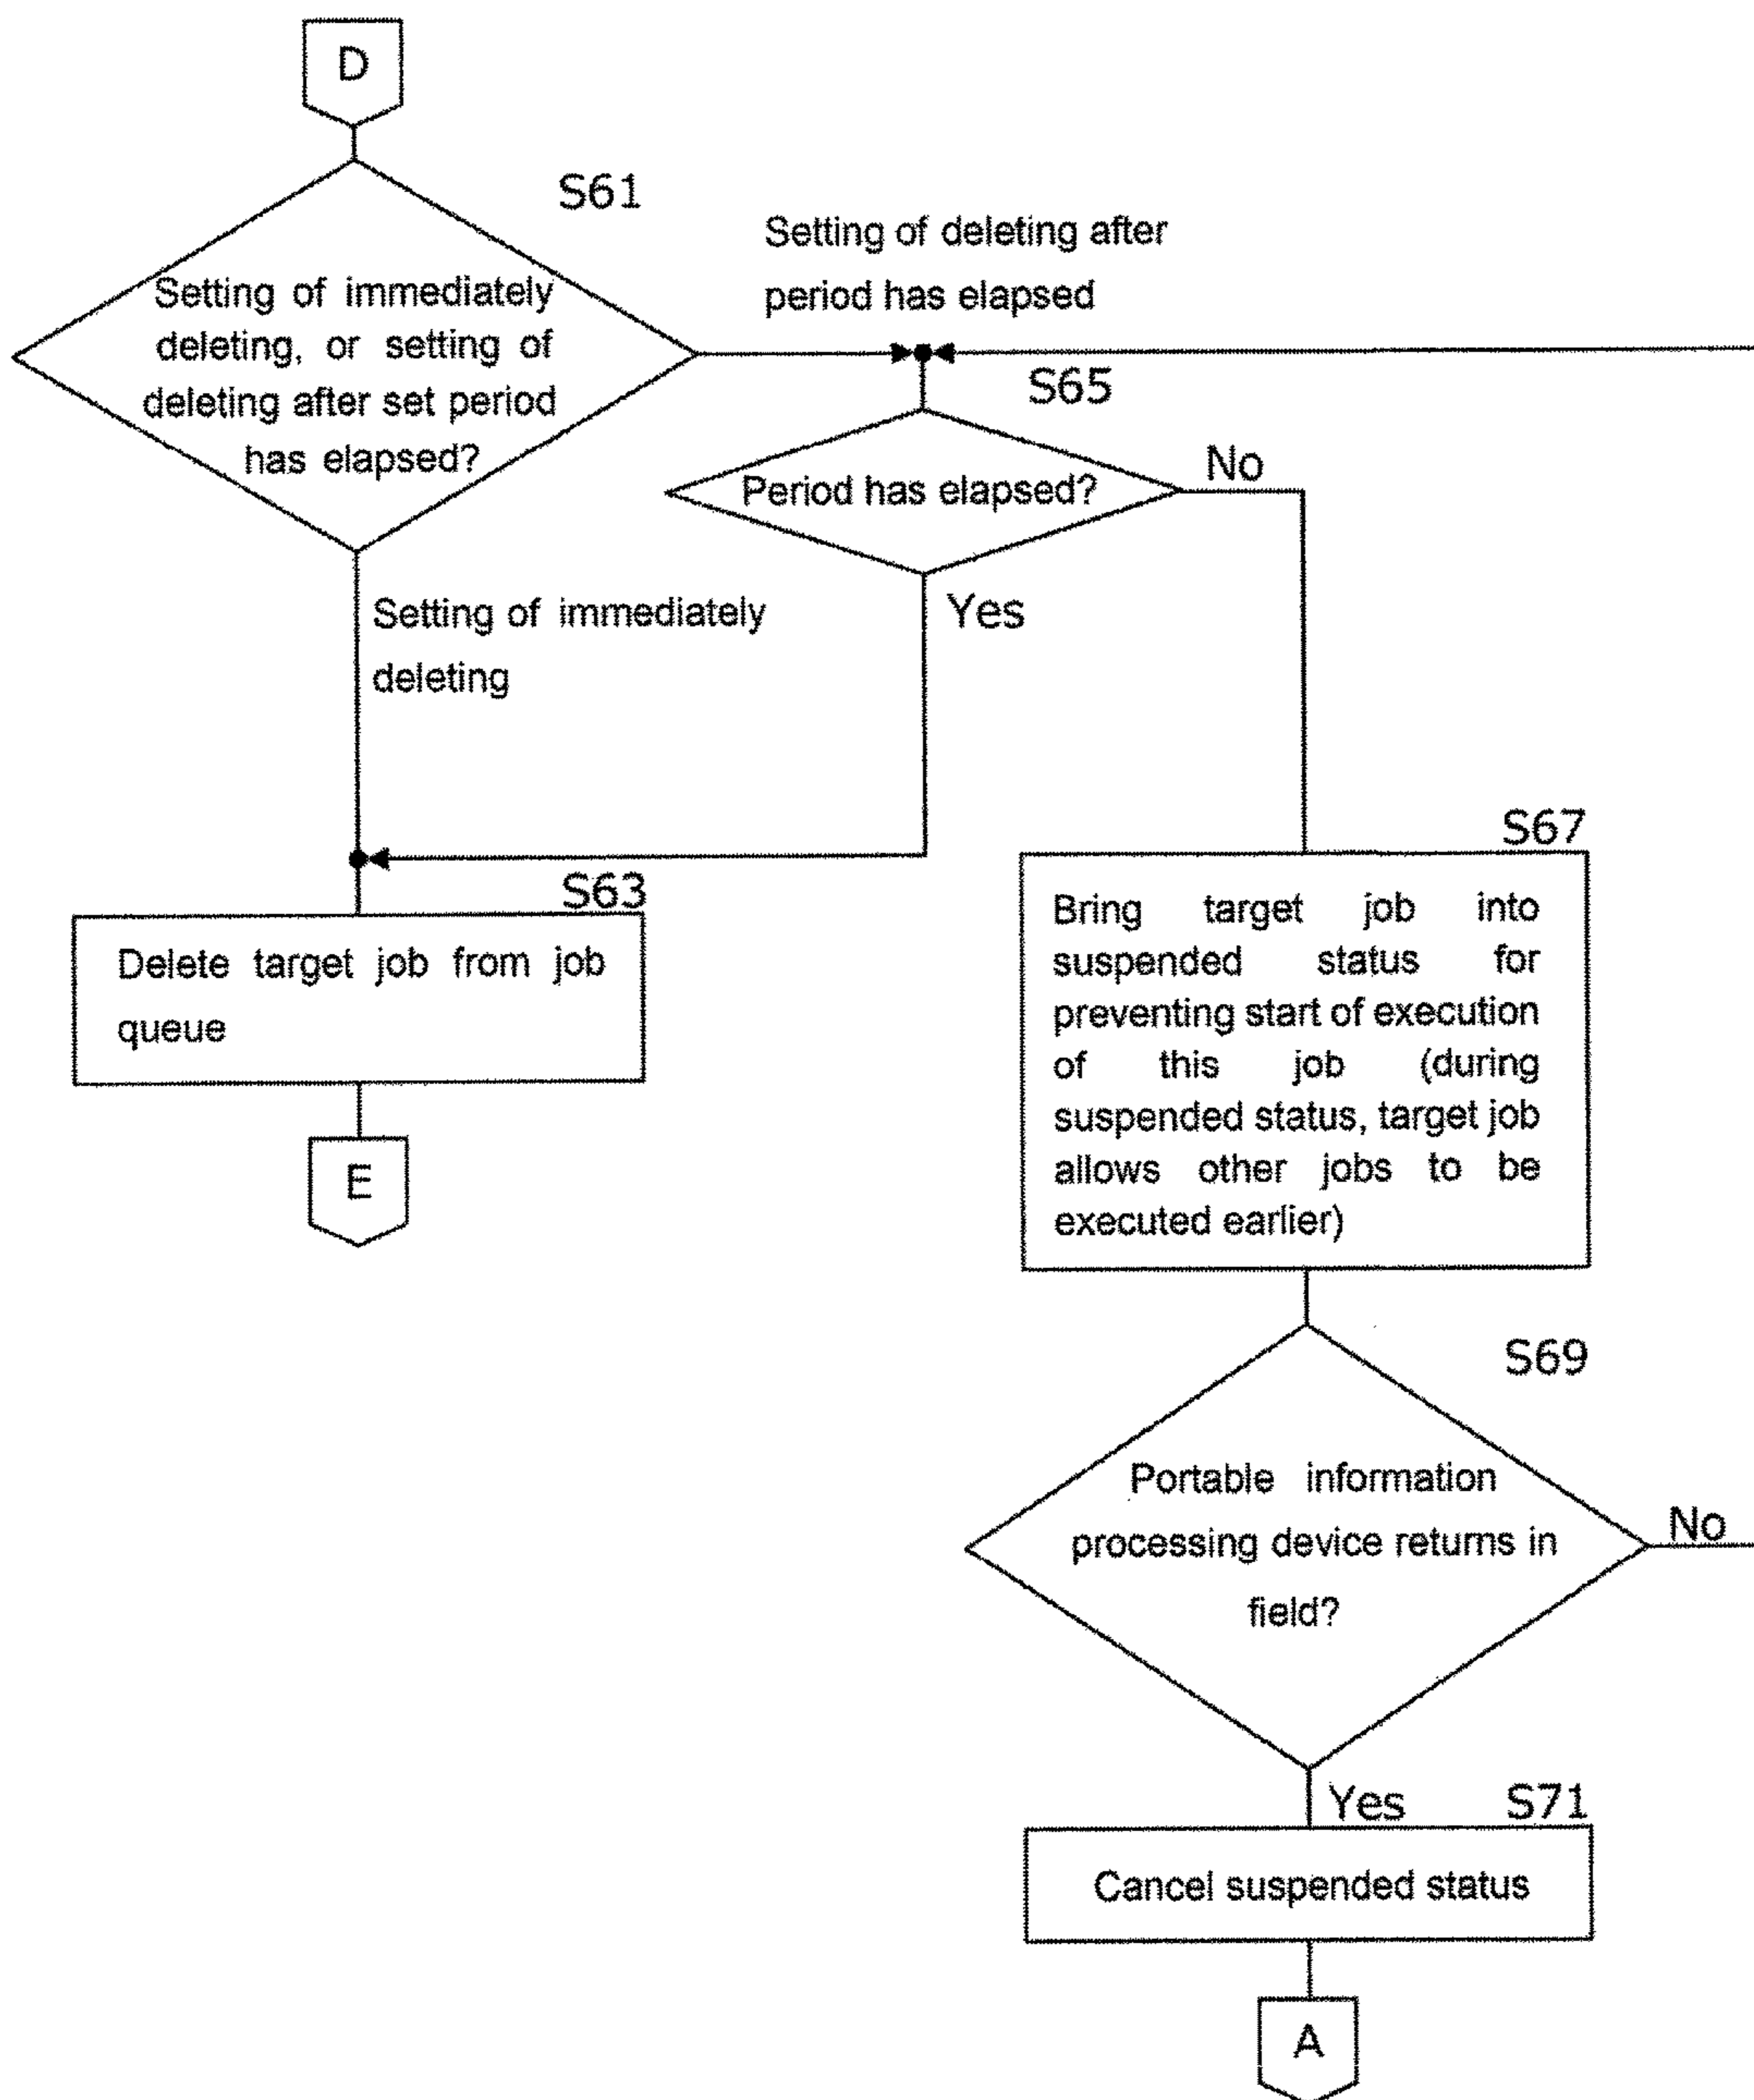 D
S61
Setting of immediately
deleting, or setting of
deleting after set period
has elapsed?
Setting of deleting after
period has elapsed
S65
Period has elapsed?
No
Yes
Setting of immediately
deleting
S63
Delete target job from job
queue
E
S67
Bring target job into
suspended status for
preventing start of execution
of this job (during
suspended status, target job
allows other jobs to be
executed earlier)
S69
Portable information
processing device returns in
field?
No
Yes
S71
Cancel suspended status
A